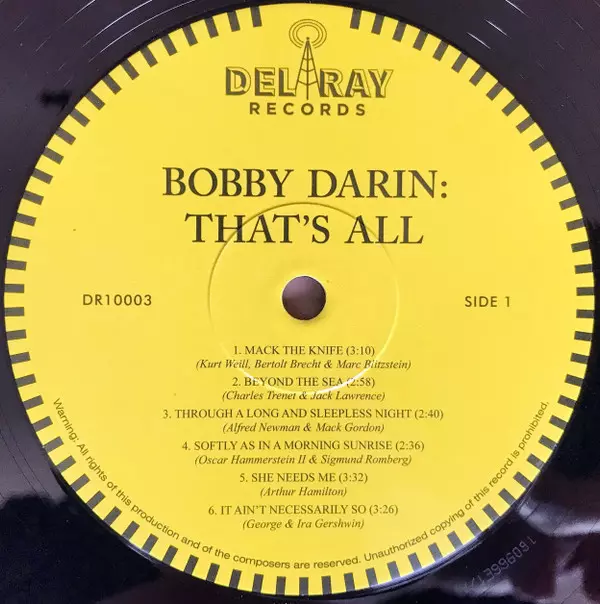 DEL RAY
RECORDS
BOBBY DARIN:
THAT'S ALL
DR10003
SIDE 1
1. MACK THE KNIFE (3:10)
(Kurt Weill, Bertolt Brecht & Marc Blitzstein)
2. BEYOND THE SEA (2:58)
(Charles Trenet & Jack Lawrence)
3. THROUGH A LONG AND SLEEPLESS NIGHT (2:40)
(Alfred Newman & Mack Gordon)
4. SOFTLY AS IN A MORNING SUNRISE (2:36)
(Oscar Hammerstein II & Sigmund Romberg)
5. SHE NEEDS ME (3:32)
(Arthur Hamilton)
6. IT AIN'T NECESSARILY SO (3:26)
(George & Ira Gershwin)
Warning: All rights of this production and of the composers are reserved. Unauthorized copying of this record is prohibited.